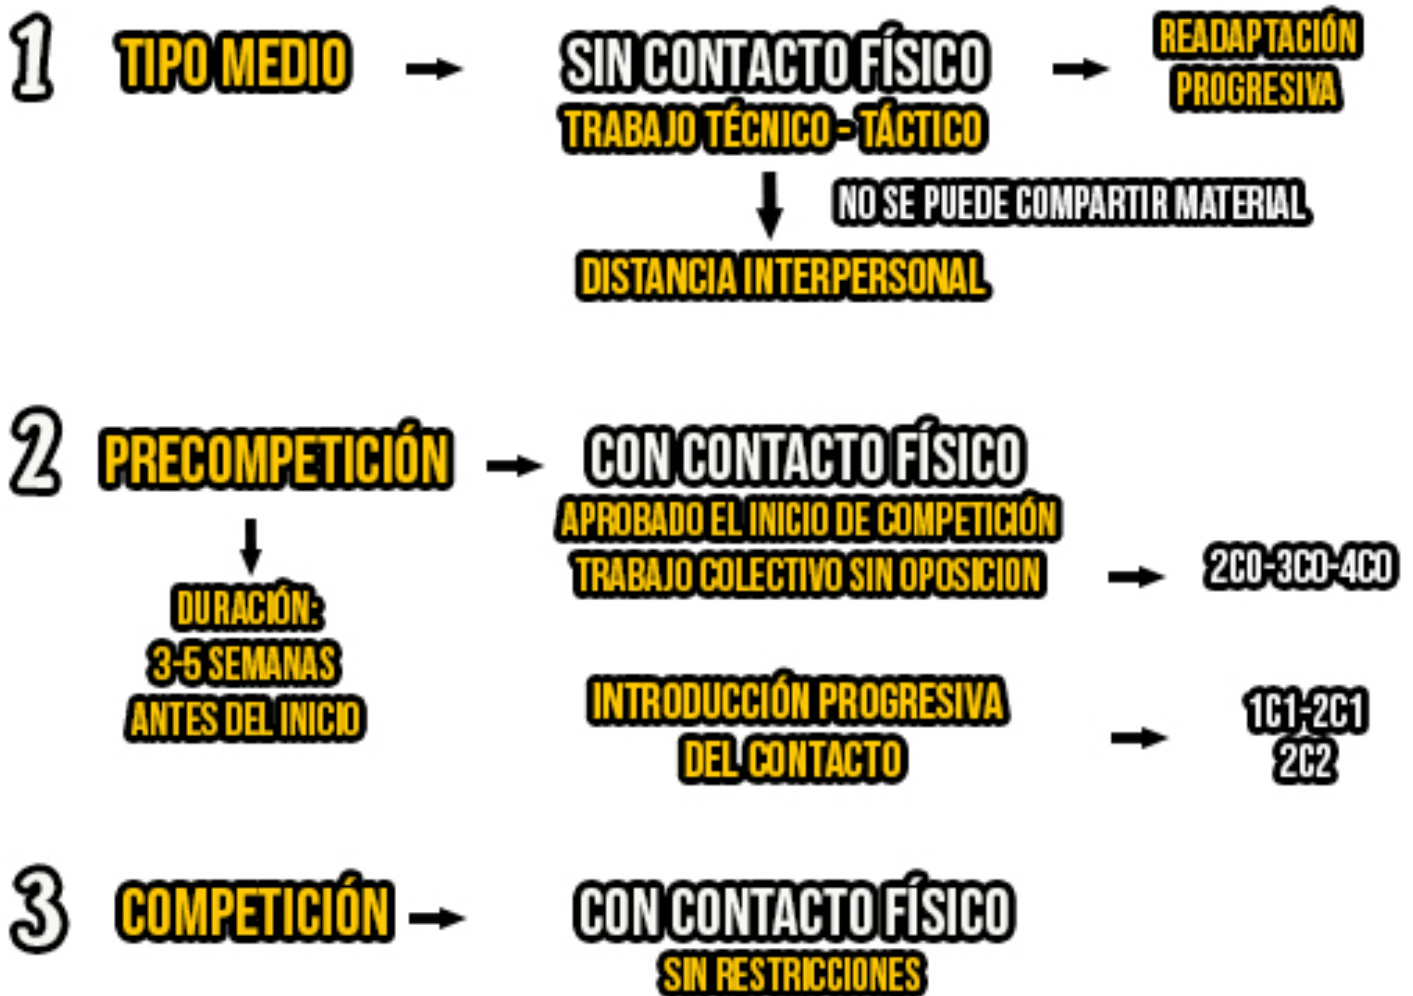 1 TIPO MEDIO
SIN CONTACTO FÍSICO
TRABAJO TÉCNICO - TÁCTICO
READAPTACIÓN
PROGRESIVA
NO SE PUEDE COMPARTIR MATERIAL
DISTANCIA INTERPERSONAL
2 PRECOMPETICIÓN
DURACIÓN:
3-5 SEMANAS
ANTES DEL INICIO
CON CONTACTO FÍSICO
APROBADO EL INICIO DE COMPETICIÓN
TRABAJO COLECTIVO SIN OPOSICION
2C0-3C0-4C0
INTRODUCCIÓN PROGRESIVA
DEL CONTACTO
1C1-2C1
2C2
3 COMPETICIÓN
CON CONTACTO FÍSICO
SIN RESTRICCIONES